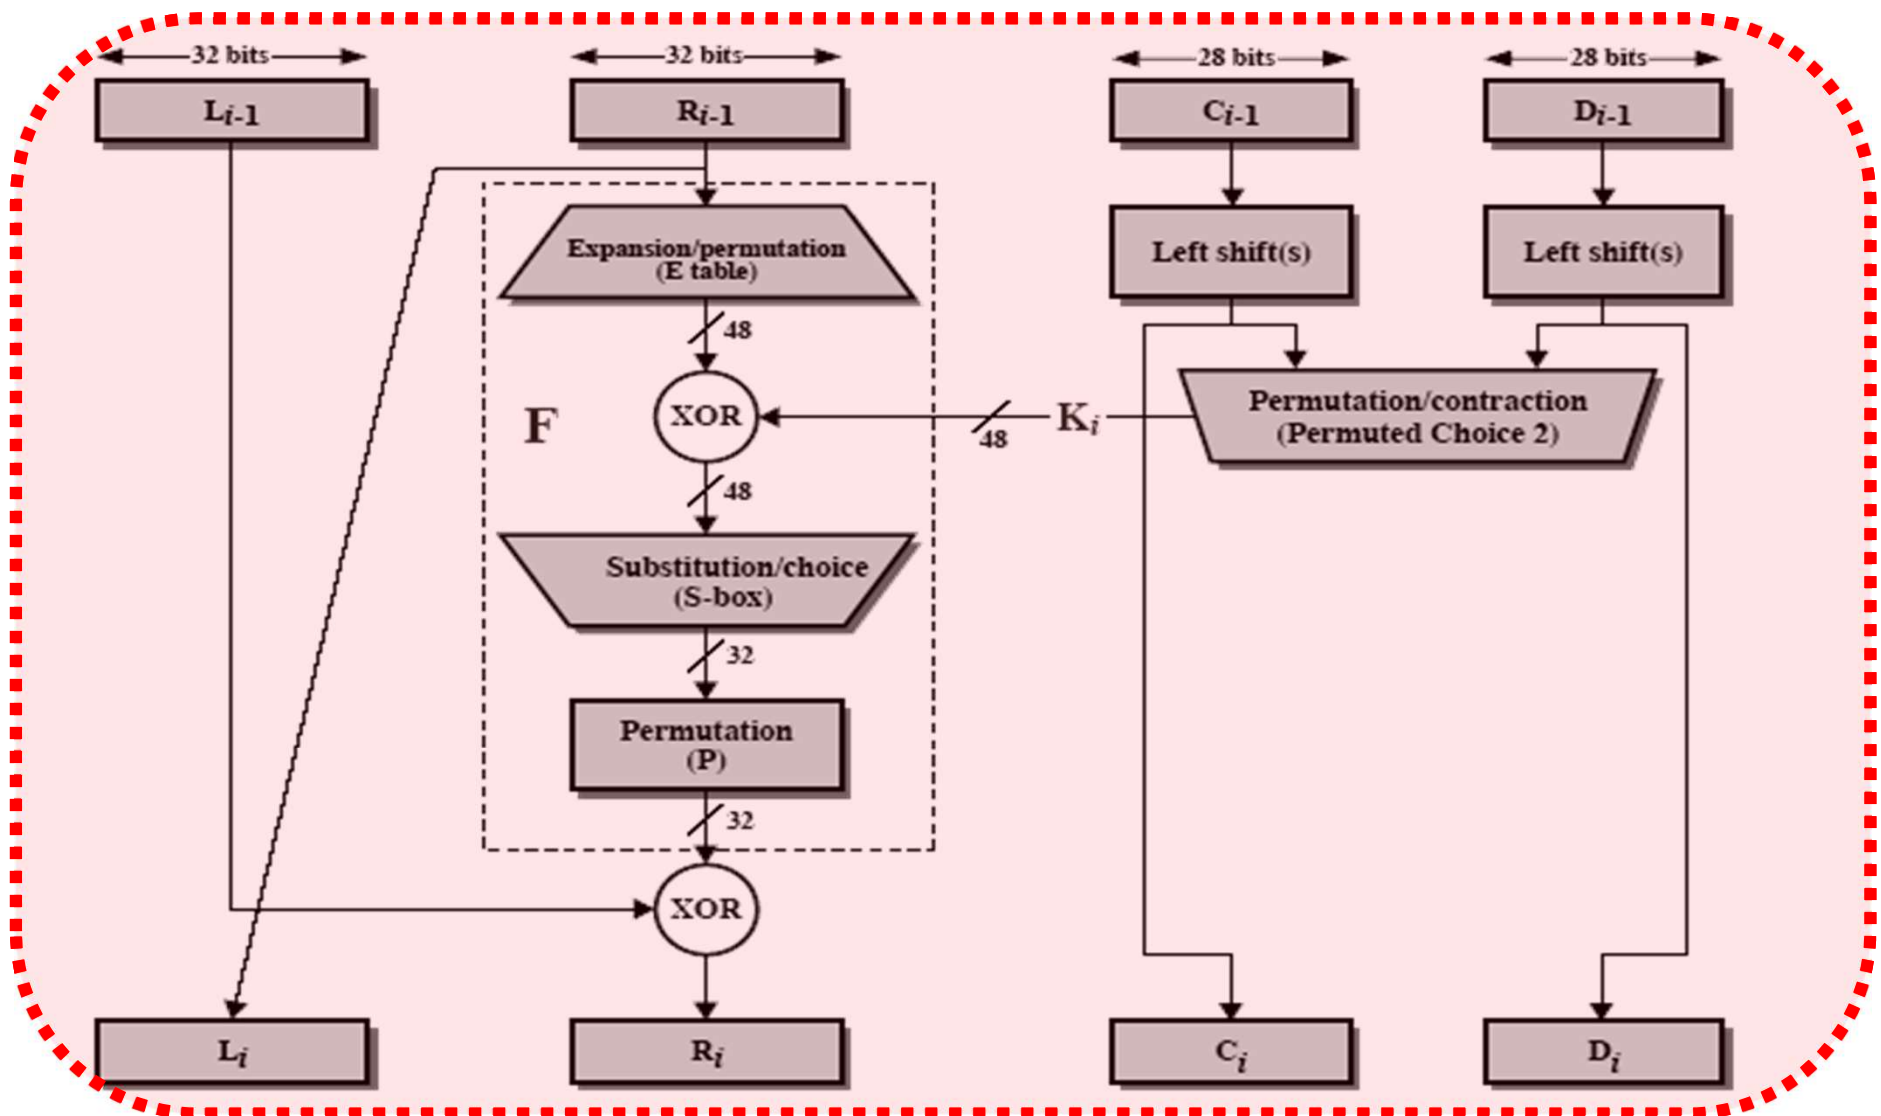 32 bits
32 bits
28 bits
28 bits
Li-1
Ri-1
Ci-1
Di-1
Expansion/permutation
(E table)
Left shift(s)
Left shift(s)
48
F
XOR
48
Ki
Permutation/contraction
(Permuted Choice 2)
48
Substitution/choice
(S-box)
32
Permutation
(P)
32
XOR
Li
Ri
Ci
Di